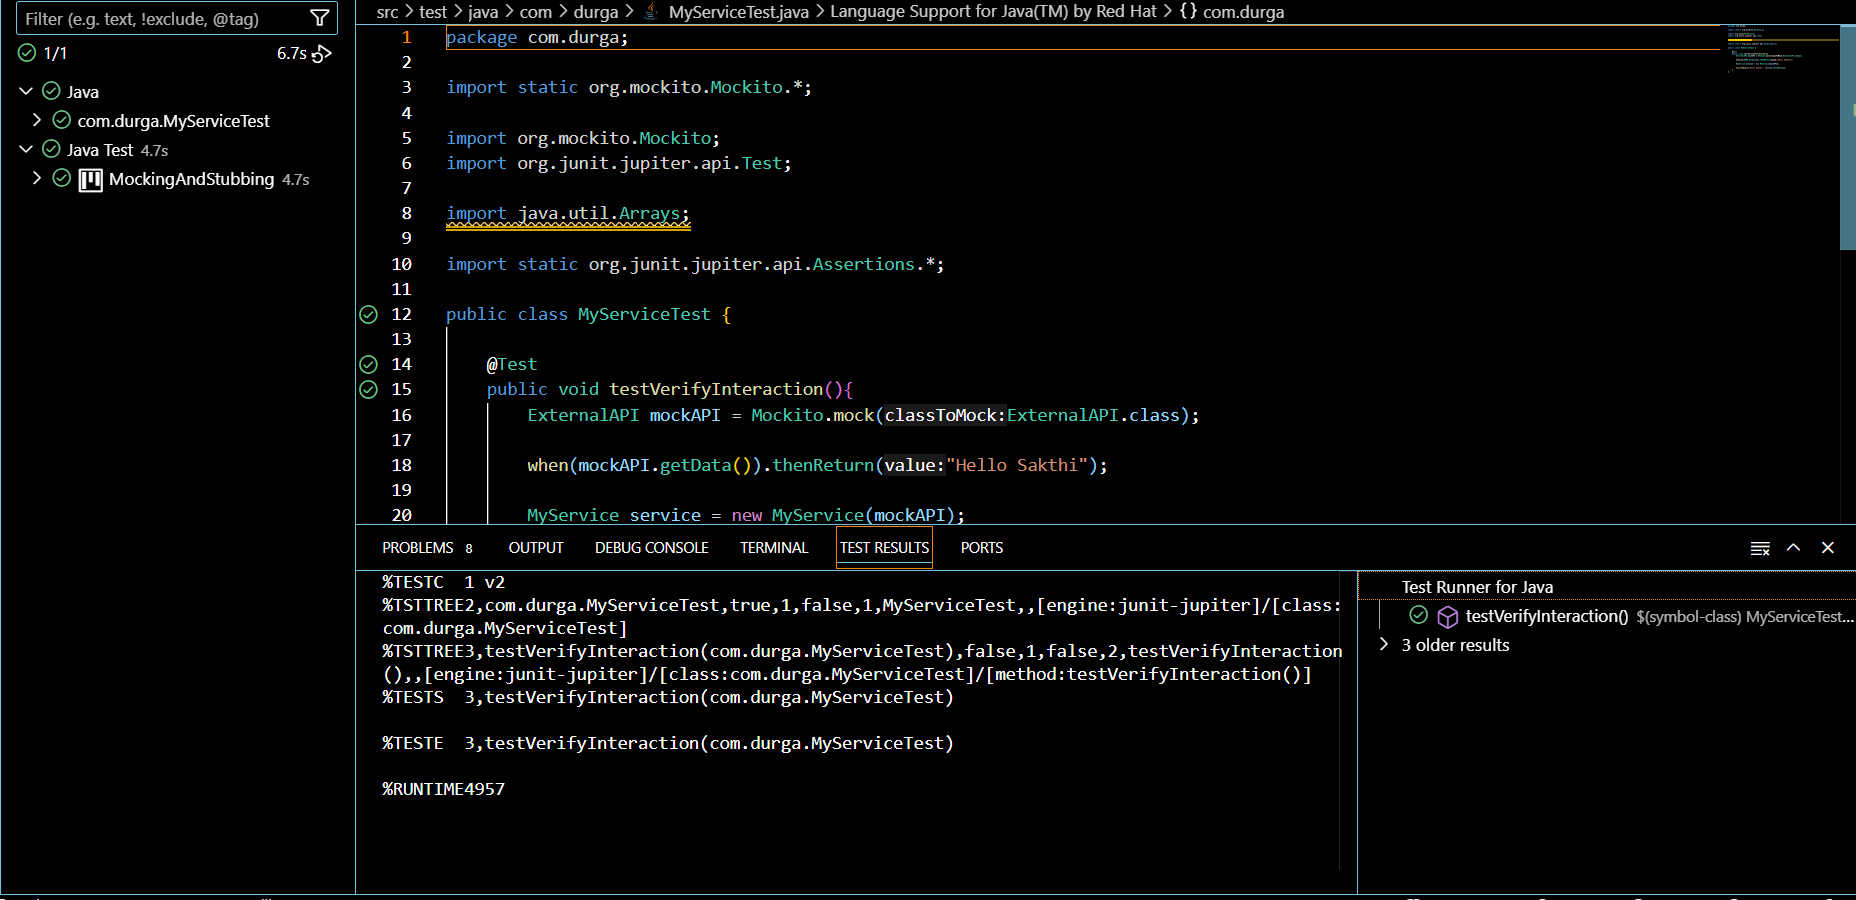 Filter (e.g. text, !exclude, @tag)
1/1 6.7s
Java
com.durga.MyServiceTest
Java Test 4.7s
MockingAndStubbing 4.7s
src > test > java > com > durga > MyServiceTest.java > Language Support for Java(TM) by Red Hat > {} com.durga
1 package com.durga;
2
3 import static org.mockito.Mockito.*;
4
5 import org.mockito.Mockito;
6 import org.junit.jupiter.api.Test;
7
8 import java.util.Arrays;
9
10 import static org.junit.jupiter.api.Assertions.*;
11
12 public class MyServiceTest {
13
14 @Test
15 public void testVerifyInteraction(){
16 ExternalAPI mockAPI = Mockito.mock(classToMock:ExternalAPI.class);
17
18 when(mockAPI.getData()).thenReturn(value:"Hello Sakthi");
19
20 MyService service = new MyService(mockAPI);
PROBLEMS 8 OUTPUT DEBUG CONSOLE TERMINAL TEST RESULTS PORTS
%TESTC 1 v2
%TSTTREE2,com.durga.MyServiceTest,true,1,false,1,MyServiceTest,,[engine:junit-jupiter]/[class:
com.durga.MyServiceTest]
%TSTTREE3,testVerifyInteraction(com.durga.MyServiceTest),false,1,false,2,testVerifyInteraction
(),,[engine:junit-jupiter]/[class:com.durga.MyServiceTest]/[method:testVerifyInteraction()]
%TESTS 3,testVerifyInteraction(com.durga.MyServiceTest)
%TESTE 3,testVerifyInteraction(com.durga.MyServiceTest)
%RUNTIME4957
Test Runner for Java
testVerifyInteraction() $(symbol-class) MyServiceTest...
3 older results